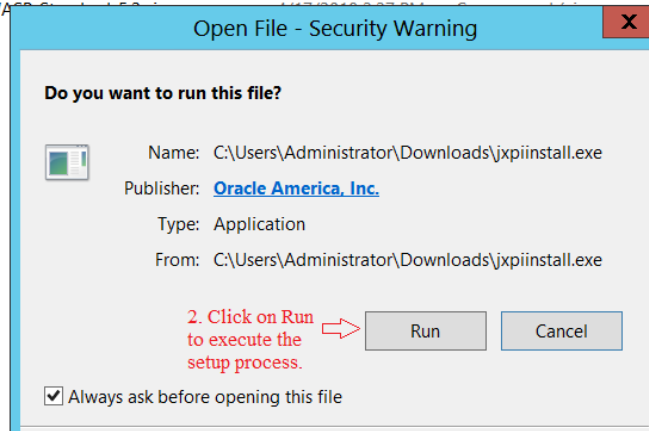 Open File - Security Warning
X
Do you want to run this file?
Name: C:\Users\Administrator\Downloads\jxpiinstall.exe
Publisher: Oracle America, Inc.
Type: Application
From: C:\Users\Administrator\Downloads\jxpiinstall.exe
2. Click on Run
to execute the
setup process.
Run
Cancel
Always ask before opening this file